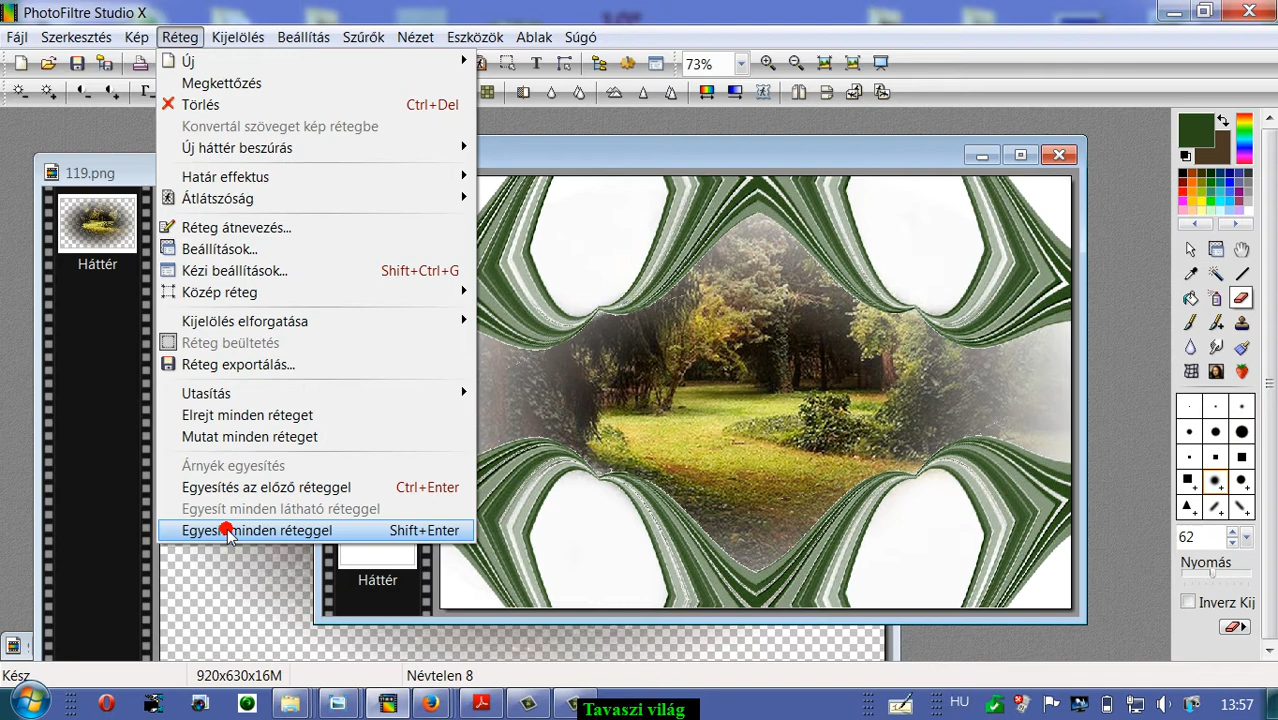 PhotoFiltre Studio X
Fájl Szerkesztés Kép Réteg Kijelölés Beállítás Szűrők Nézet Eszközök Ablak Súgó
73%
Új
Megkettőzés
Törlés Ctrl+Del
Konvertál szöveget kép rétegbe
Új háttér beszúrás
Határ effektus
Átlátszóság
Réteg átnevezés...
Beállítások...
Kézi beállítások... Shift+Ctrl+G
Közép réteg
Kijelölés elforgatása
Réteg beültetés
Réteg exportálás...
Utasítás
Elrejt minden réteget
Mutat minden réteget
Árnyék egyesítés
Egyesítés az előző réteggel Ctrl+Enter
Egyesít minden látható réteggel
Egyesít minden réteggel Shift+Enter
119.png
Háttér
Háttér
62
Nyomás
Inverz Kij
Kész
920x630x16M
Névtelen 8
Tavaszi világ
HU
13:57